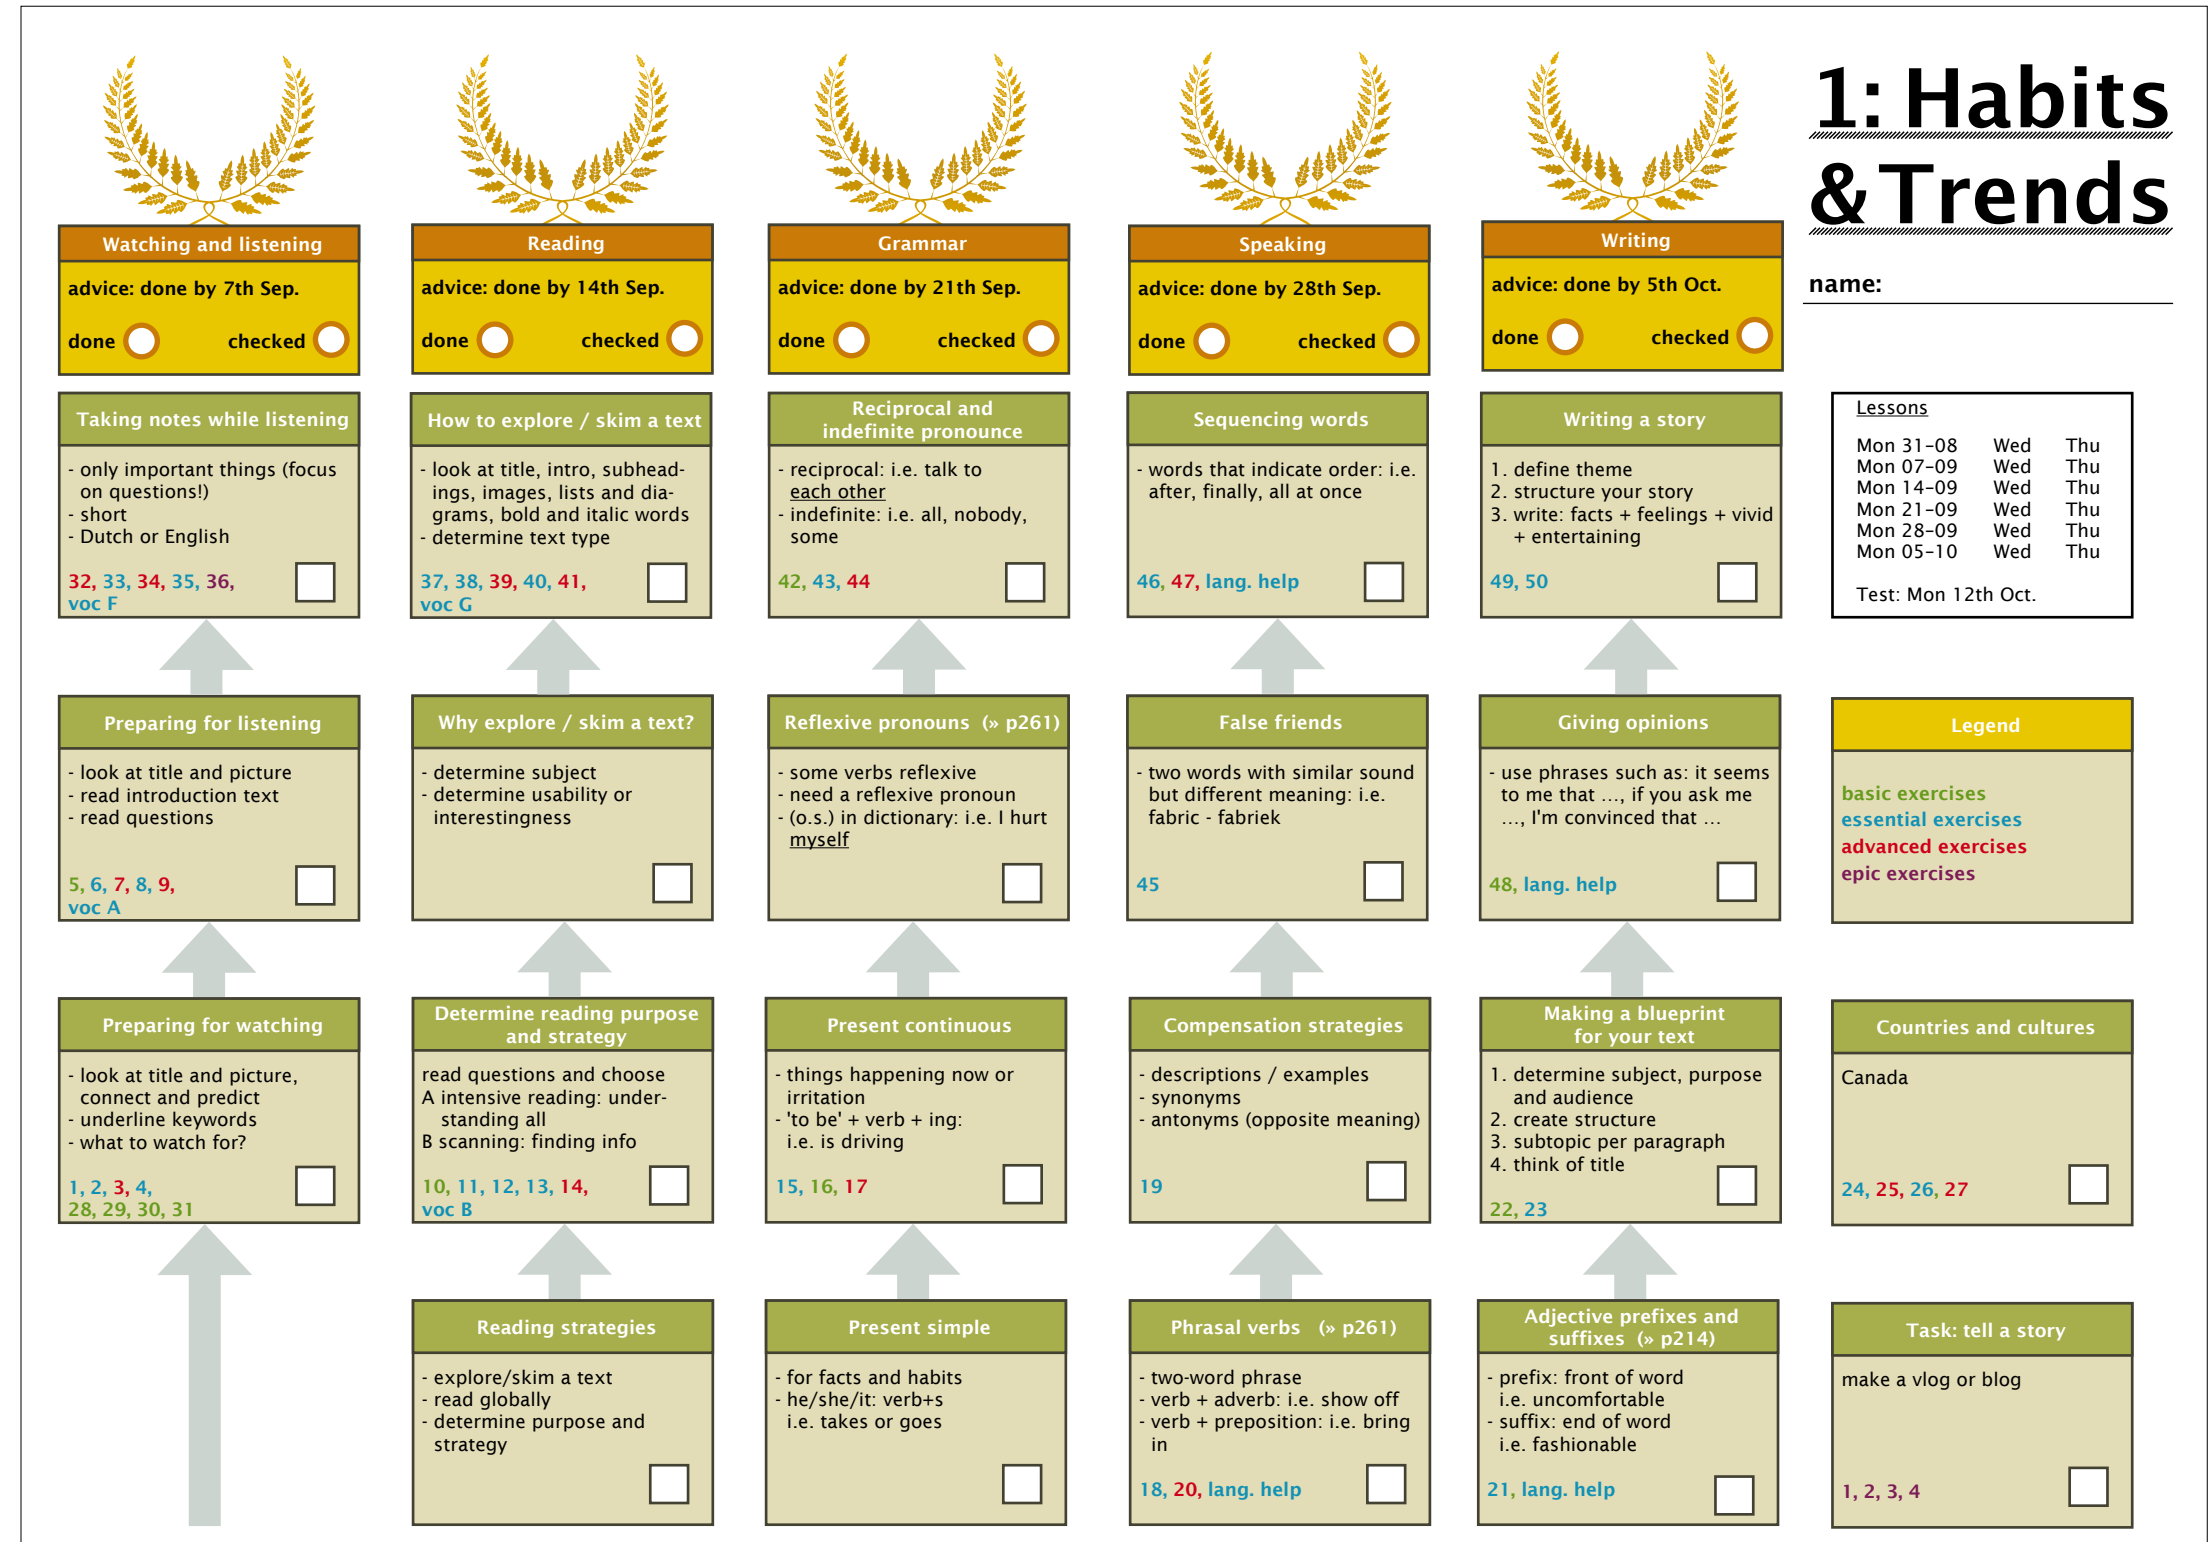 1: Habits
& Trends
name:
Watching and listening
advice: done by 7th Sep.
done checked
Taking notes while listening
- only important things (focus
on questions!)
- short
- Dutch or English
32, 33, 34, 35, 36,
voc F
Preparing for listening
- look at title and picture
- read introduction text
- read questions
5, 6, 7, 8, 9,
voc A
Preparing for watching
- look at title and picture,
connect and predict
- underline keywords
- what to watch for?
1, 2, 3, 4,
28, 29, 30, 31
Reading
advice: done by 14th Sep.
done checked
How to explore / skim a text
- look at title, intro, subhead-
ings, images, lists and dia-
grams, bold and italic words
- determine text type
37, 38, 39, 40, 41,
voc G
Why explore / skim a text?
- determine subject
- determine usability or
interestingness
Determine reading purpose
and strategy
read questions and choose
A intensive reading: under-
standing all
B scanning: finding info
10, 11, 12, 13, 14,
voc B
Reading strategies
- explore/skim a text
- read globally
- determine purpose and
strategy
Grammar
advice: done by 21th Sep.
done checked
Reciprocal and
indefinite pronounce
- reciprocal: i.e. talk to
each other
- indefinite: i.e. all, nobody,
some
42, 43, 44
Reflexive pronouns (» p261)
- some verbs reflexive
- need a reflexive pronoun
- (o.s.) in dictionary: i.e. I hurt
myself
Present continuous
- things happening now or
irritation
- 'to be' + verb + ing:
i.e. is driving
15, 16, 17
Present simple
- for facts and habits
- he/she/it: verb+s
i.e. takes or goes
Speaking
advice: done by 28th Sep.
done checked
Sequencing words
- words that indicate order: i.e.
after, finally, all at once
46, 47, lang. help
False friends
- two words with similar sound
but different meaning: i.e.
fabric - fabriek
45
Compensation strategies
- descriptions / examples
- synonyms
- antonyms (opposite meaning)
19
Phrasal verbs (» p261)
- two-word phrase
- verb + adverb: i.e. show off
- verb + preposition: i.e. bring
in
18, 20, lang. help
Writing
advice: done by 5th Oct.
done checked
Writing a story
1. define theme
2. structure your story
3. write: facts + feelings + vivid
+ entertaining
49, 50
Giving opinions
- use phrases such as: it seems
to me that ..., if you ask me
..., I'm convinced that ...
48, lang. help
Making a blueprint
for your text
1. determine subject, purpose
and audience
2. create structure
3. subtopic per paragraph
4. think of title
22, 23
Adjective prefixes and
suffixes (» p214)
- prefix: front of word
i.e. uncomfortable
- suffix: end of word
i.e. fashionable
21, lang. help
Lessons
Mon 31-08 Wed Thu
Mon 07-09 Wed Thu
Mon 14-09 Wed Thu
Mon 21-09 Wed Thu
Mon 28-09 Wed Thu
Mon 05-10 Wed Thu
Test: Mon 12th Oct.
Legend
basic exercises
essential exercises
advanced exercises
epic exercises
Countries and cultures
Canada
24, 25, 26, 27
Task: tell a story
make a vlog or blog
1, 2, 3, 4